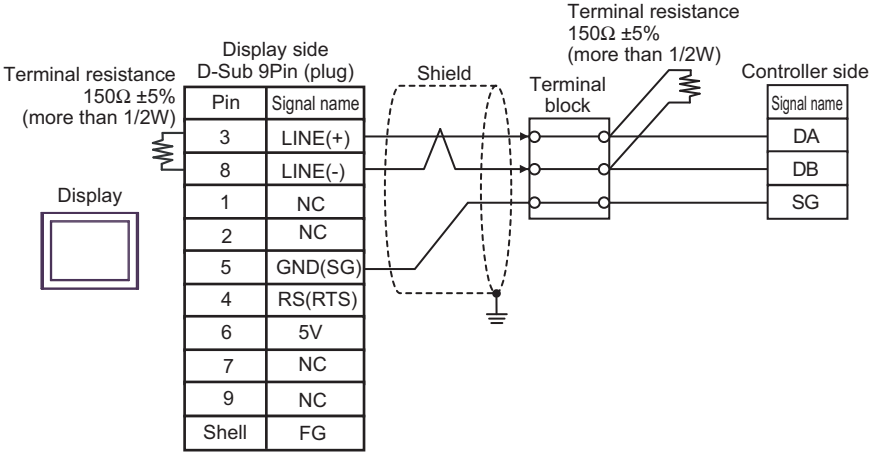 Terminal resistance
150Ω ±5%
(more than 1/2W)
Display side
D-Sub 9Pin (plug)
Terminal resistance
150Ω ±5%
(more than 1/2W)
Shield
Terminal
block
Controller side
Pin Signal name
3 LINE(+)
8 LINE(-)
1 NC
2 NC
5 GND(SG)
4 RS(RTS)
6 5V
7 NC
9 NC
Shell FG
Display
Signal name
DA
DB
SG